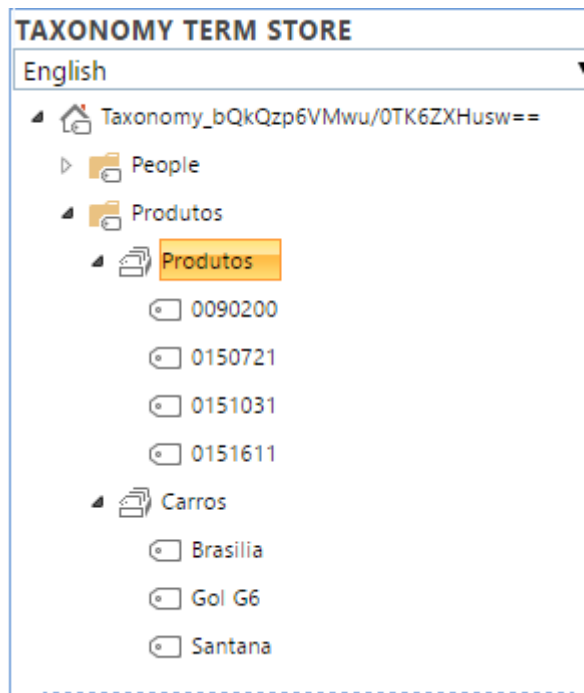 TAXONOMY TERM STORE
English
Taxonomy_bQkQzp6VMwu/0TK6ZXHusw==
People
Produtos
Produtos
0090200
0150721
0151031
0151611
Carros
Brasilia
Gol G6
Santana